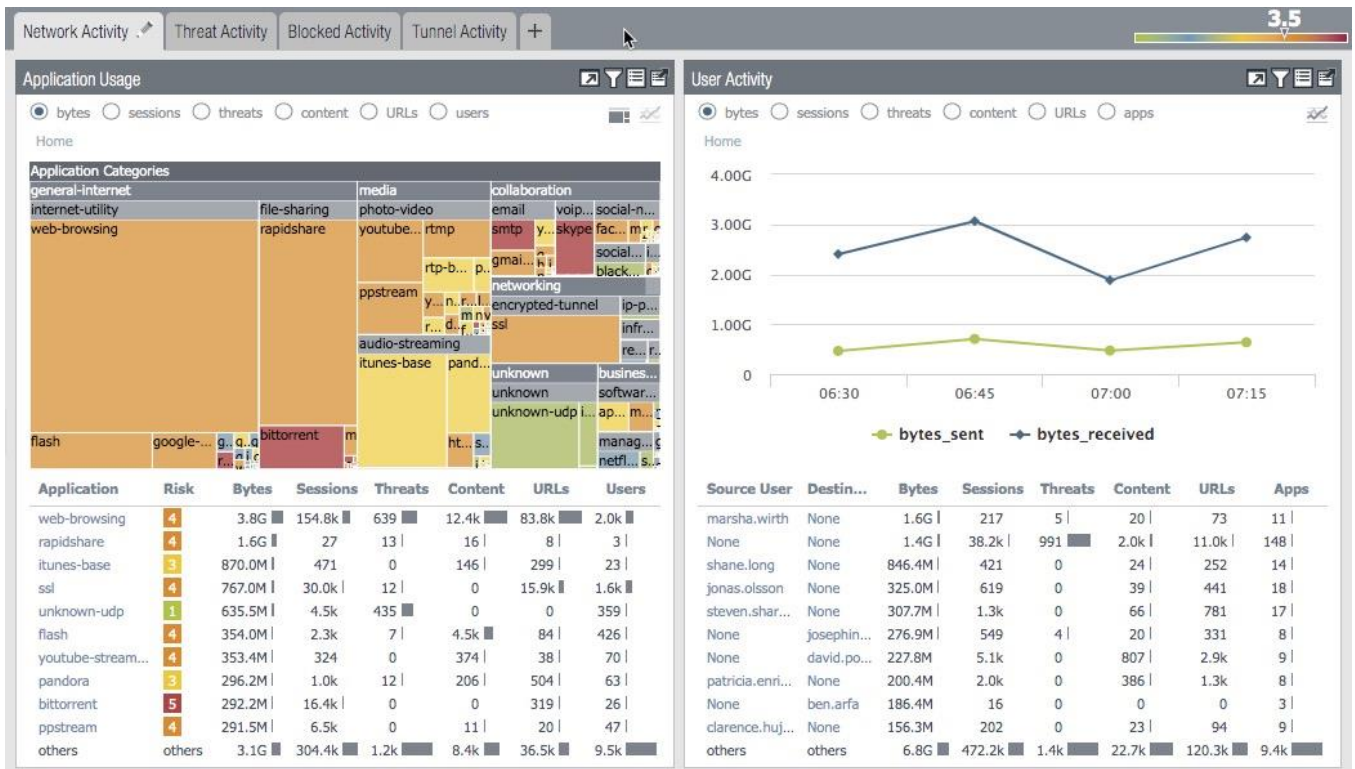 Network Activity Threat Activity Blocked Activity Tunnel Activity +
3.5
Application Usage
bytes sessions threats content URLs users
Home
Application Categories
general-internet media collaboration
internet-utility file-sharing photo-video email voip... social-n...
web-browsing rapidshare youtube... rtmp smtp y... skype fac...
social...
rtp-b... p... gmai... black...
ppstream networking
encrypted-tunnel ip-p...
ssl infr...
audio-streaming re... r...
itunes-base pand...
unknown busines...
unknown softwar...
unknown-udp i... ap... m...
flash google-... bittorrent m ht... s... manag...
netfl... s...
Application Risk Bytes Sessions Threats Content URLs Users
web-browsing 4 3.8G 154.8k 639 12.4k 83.8k 2.0k
rapidshare 4 1.6G 27 13 16 8 3
itunes-base 3 870.0M 471 0 146 299 23
ssl 4 767.0M 30.0k 12 0 15.9k 1.6k
unknown-udp 1 635.5M 4.5k 435 0 0 359
flash 4 354.0M 2.3k 7 4.5k 84 426
youtube-stream... 4 353.4M 324 0 374 38 70
pandora 3 296.2M 1.0k 12 206 504 63
bittorrent 5 292.2M 16.4k 0 0 319 26
ppstream 4 291.5M 6.5k 0 11 20 47
others others 3.1G 304.4k 1.2k 8.4k 36.5k 9.5k
User Activity
bytes sessions threats content URLs apps
Home
4.00G
3.00G
2.00G
1.00G
0
06:30 06:45 07:00 07:15
bytes_sent bytes_received
Source User Destin... Bytes Sessions Threats Content URLs Apps
marsha.wirth None 1.6G 217 5 20 73 11
None None 1.4G 38.2k 991 2.0k 11.0k 148
shane.long None 846.4M 421 0 24 252 14
jonas.olsson None 325.0M 619 0 39 441 18
steven.shar... None 307.7M 1.3k 0 66 781 17
None josephin... 276.9M 549 4 20 331 8
None david.po... 227.8M 5.1k 0 807 2.9k 9
patricia.enri... None 200.4M 2.0k 0 386 1.3k 8
None ben.arfa 186.4M 16 0 0 0 3
clarence.huj... None 156.3M 202 0 23 94 9
others others 6.8G 472.2k 1.4k 22.7k 120.3k 9.4k